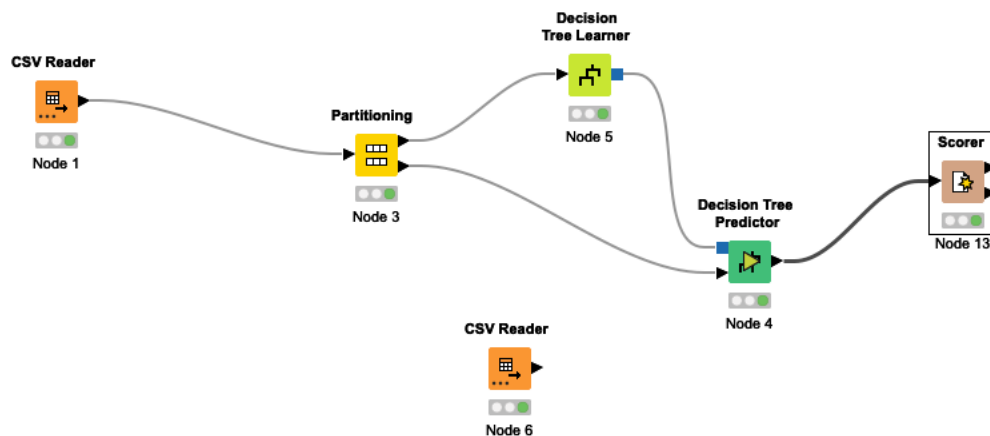 CSV Reader
Node 1
Partitioning
Node 3
Decision
Tree Learner
Node 5
Decision Tree
Predictor
Node 4
Scorer
Node 13
CSV Reader
Node 6